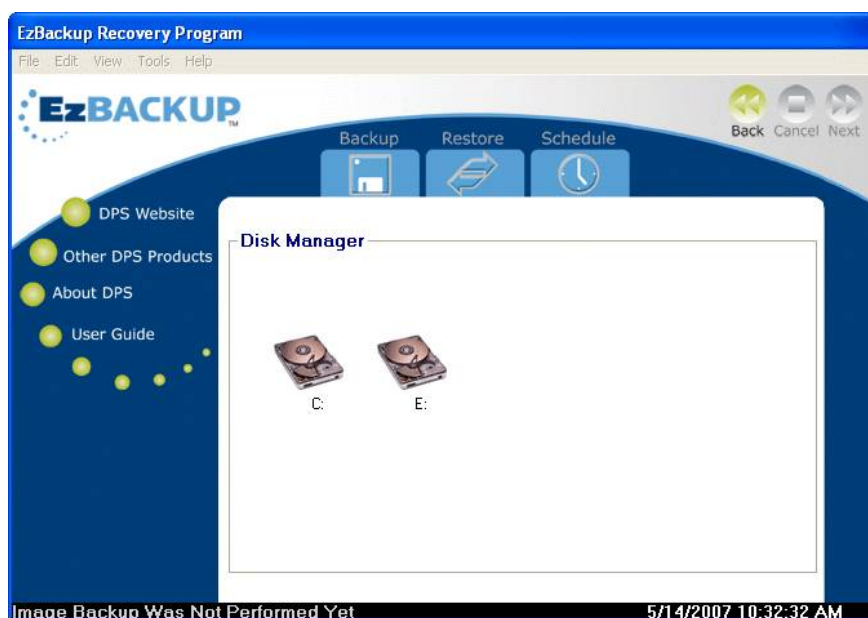 EzBackup Recovery Program
File Edit View Tools Help
EzBACKUP
TM
Backup Restore Schedule
Back Cancel Next
DPS Website
Other DPS Products
About DPS
User Guide
Disk Manager
C: E:
Image Backup Was Not Performed Yet 5/14/2007 10:32:32 AM